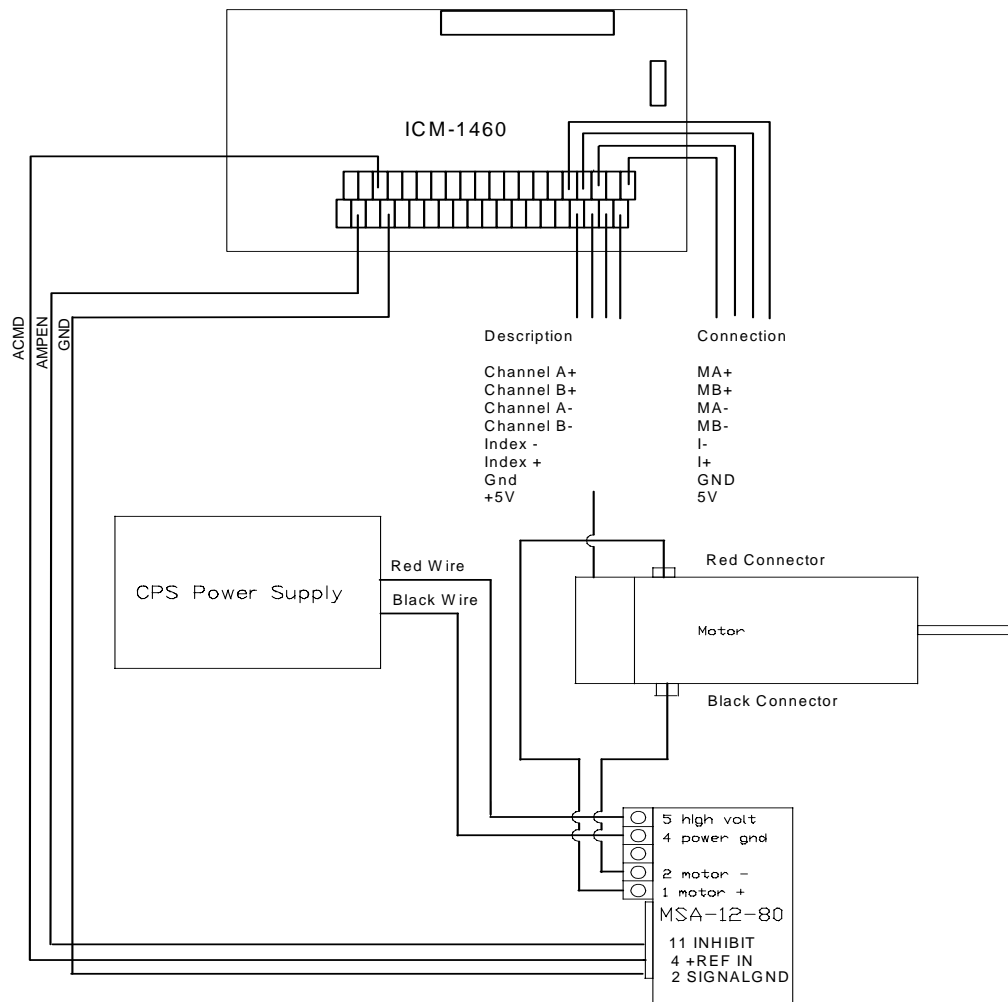 ICM-1460
ACMD
AMPEN
GND
Description Connection
Channel A+ MA+
Channel B+ MB+
Channel A- MA-
Channel B- MB-
Index - I-
Index + I+
Gnd GND
+5V 5V
CPS Power Supply
Red Wire
Black Wire
Red Connector
Motor
Black Connector
5 high volt
4 power gnd
2 motor -
1 motor +
MSA-12-80
11 INHIBIT
4 +REF IN
2 SIGNALGND